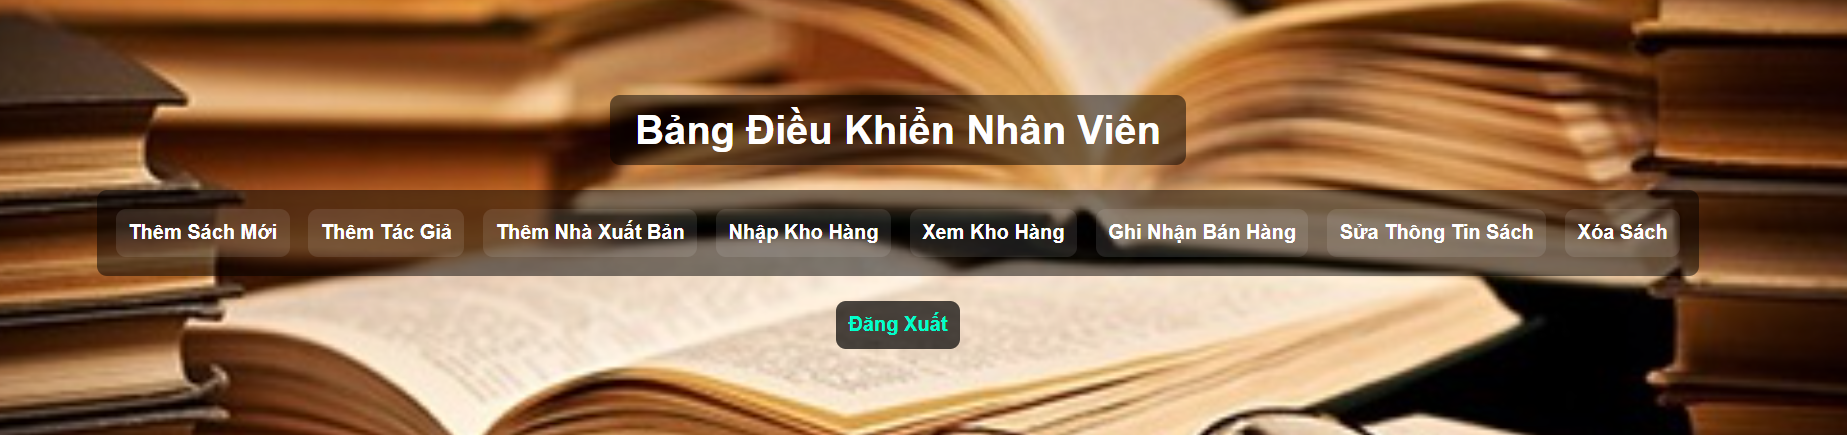 Bảng Điều Khiển Nhân Viên
Thêm Sách Mới Thêm Tác Giả Thêm Nhà Xuất Bản Nhập Kho Hàng Xem Kho Hàng Ghi Nhận Bán Hàng Sửa Thông Tin Sách Xóa Sách
Đăng Xuất